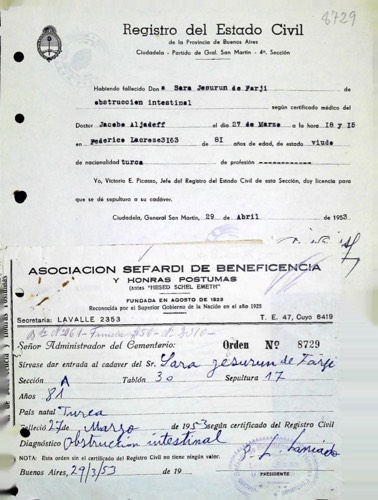 8729
Registro del Estado Civil
de la Provincia de Buenos Aires
Ciudadela - Partido de Gral. San Martín - 4a. Sección
Habiendo fallecido Don a Sara Jesurun de Farji de
obstruccion intestinal según certificado médico del
Doctor Jacobo Aljadeff el día 27 de Marzo a la hora 18 y 15
en Federico Lacroze3163 de 81 años de edad, de estado viudo
de nacionalidad turca de profesión
Yo, Victorio E. Picasso, Jefe del Registro del Estado Civil de esta Sección, doy licencia para
que se dé sepultura a su cadáver.
Ciudadela, General San Martín, 29 de Abril de 1953.
ASOCIACION SEFARDI DE BENEFICENCIA
Y HONRAS POSTUMAS
(antes "HESED SCHEL EMETH")
FUNDADA EN AGOSTO DE 1923
Reconocida por el Superior Gobierno de la Nación en el año 1925
Secretaría: LAVALLE 2353 T. E. 47, Cuyo 6419
Señor Administrador del Cementerio: Orden Nº 8729
Sírvase dar entrada al cadáver del Sr. Sara Jesurun de Farji
Sección A Tablón 30 Sepultura 17
Años 81
País natal Turca
Falleció 27 de Marzo de 1953 según certificado del Registro Civil
Diagnóstico Obstrucción intestinal
NOTA: Esta orden sin el certificado del Registro Civil no tiene ningún valor.
Buenos Aires, 29/3/53 de 19
PRESIDENTE